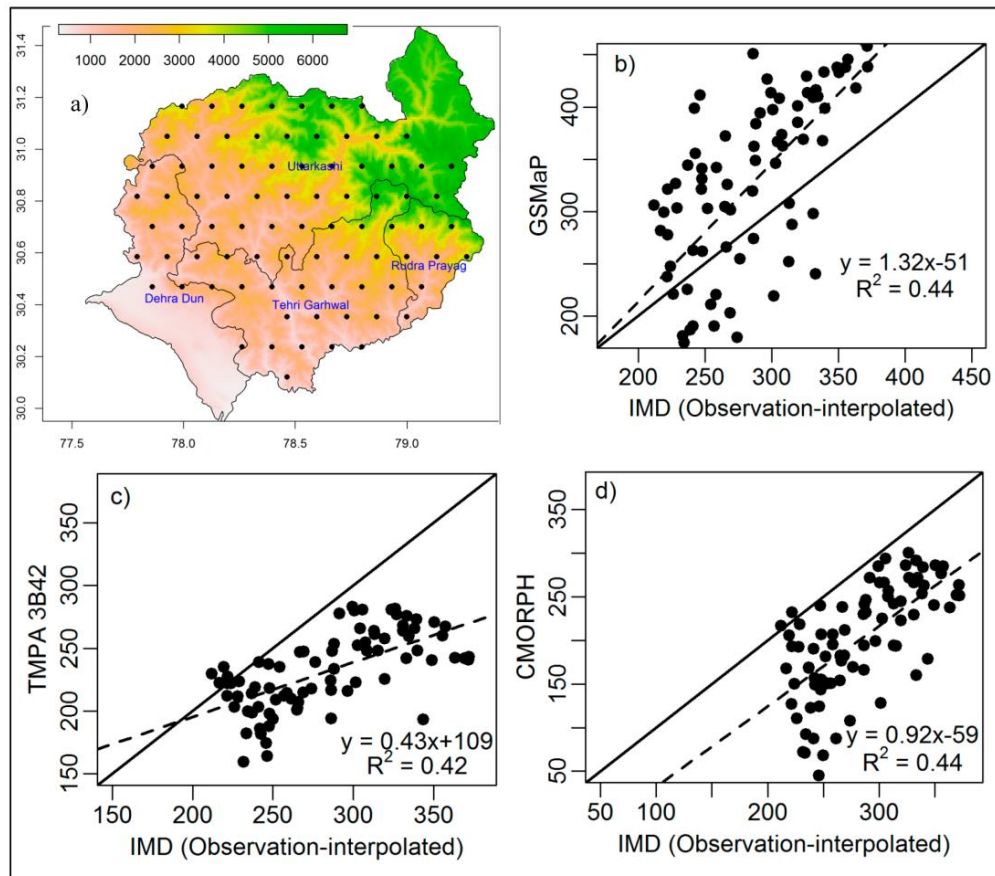 1000 2000 3000 4000 5000 6000
a)
31.4
31.2
31.0
30.8
30.6
30.4
30.2
30.0
Uttarkashi
Rudra Prayag
Dehra Dun
Tehri Garhwal
77.5 78.0 78.5 79.0
b)
GSMaP
400
300
200
y = 1.32x-51
R² = 0.44
200 250 300 350 400 450
IMD (Observation-interpolated)
c)
TMPA 3B42
350
300
250
200
150
y = 0.43x+109
R² = 0.42
150 200 250 300 350
IMD (Observation-interpolated)
d)
CMORPH
350
250
150
50
y = 0.92x-59
R² = 0.44
50 100 200 300
IMD (Observation-interpolated)